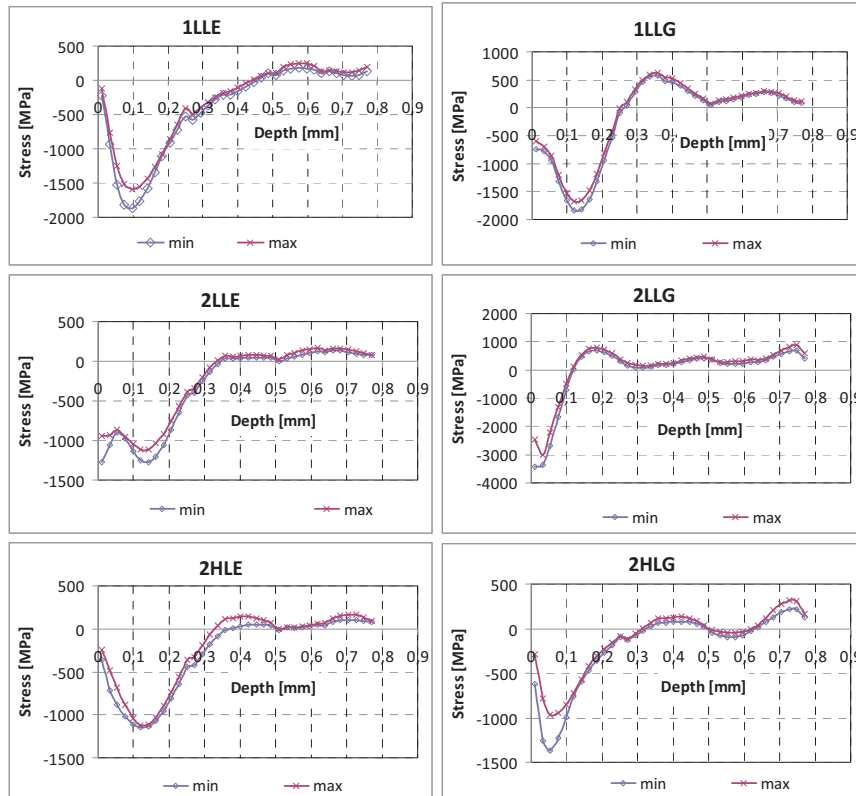 1LLE
500
0
-500
-1000
-1500
-2000
0 0,1 0,2 0,3 0,4 0,5 0,6 0,7 0,8 0,9
Stress [MPa]
Depth [mm]
min max
1LLG
1000
500
0
-500
-1000
-1500
-2000
0 0,1 0,2 0,3 0,4 0,5 0,6 0,7 0,8 0,9
Stress [MPa]
Depth [mm]
min max
2LLE
500
0
-500
-1000
-1500
0 0,1 0,2 0,3 0,4 0,5 0,6 0,7 0,8 0,9
Stress [MPa]
Depth [mm]
min max
2LLG
2000
1000
0
-1000
-2000
-3000
-4000
0 0,1 0,2 0,3 0,4 0,5 0,6 0,7 0,8 0,9
Stress [MPa]
Depth [mm]
min max
2HLE
500
0
-500
-1000
-1500
0 0,1 0,2 0,3 0,4 0,5 0,6 0,7 0,8 0,9
Stress [MPa]
Depth [mm]
min max
2HLG
500
0
-500
-1000
-1500
0 0,1 0,2 0,3 0,4 0,5 0,6 0,7 0,8 0,9
Stress [MPa]
Depth [mm]
min max